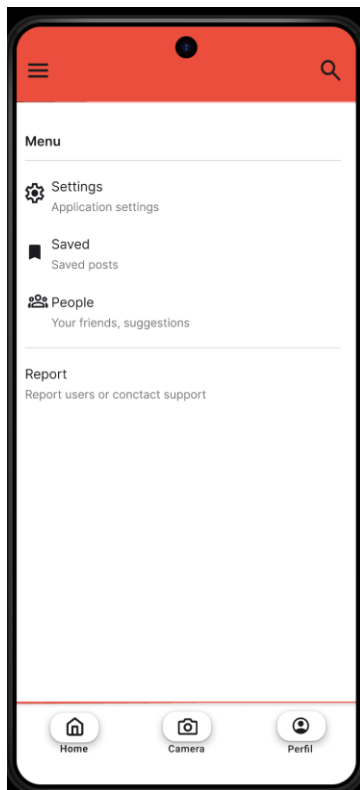 Menu
Settings
Application settings
Saved
Saved posts
People
Your friends, suggestions
Report
Report users or conctact support
Home
Camera
Perfil